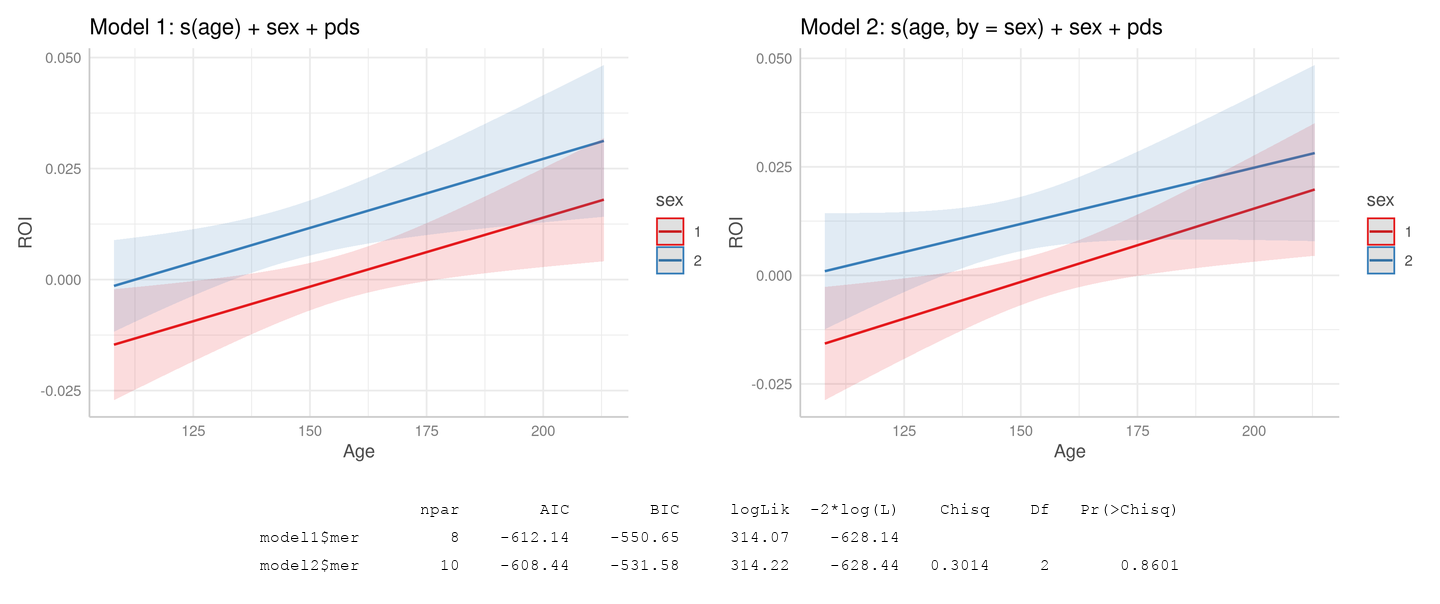 Model 1: s(age) + sex + pds
0.050
0.025
0.000
-0.025
ROI
125 150 175 200
Age
sex
1
2
Model 2: s(age, by = sex) + sex + pds
0.050
0.025
0.000
-0.025
ROI
125 150 175 200
Age
sex
1
2
npar AIC BIC logLik -2*log(L) Chisq Df Pr(>Chisq)
model1$mer 8 -612.14 -550.65 314.07 -628.14
model2$mer 10 -608.44 -531.58 314.22 -628.44 0.3014 2 0.8601